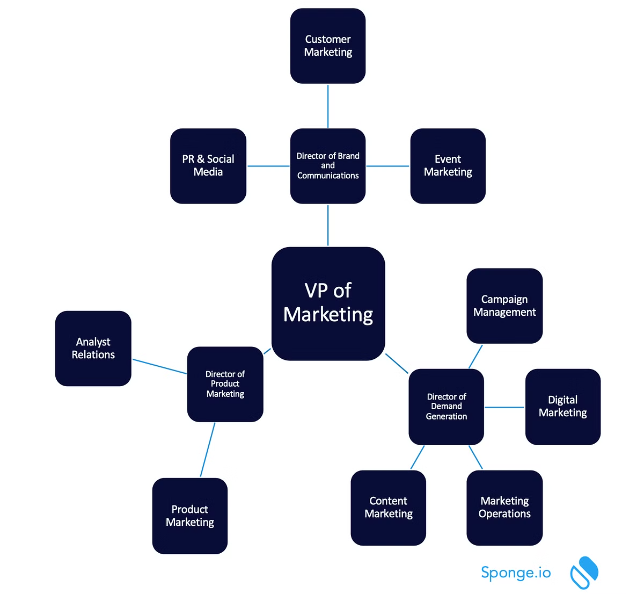 Customer
Marketing
PR & Social
Media
Director of Brand
and
Communications
Event
Marketing
VP of
Marketing
Campaign
Management
Analyst
Relations
Director of
Product
Marketing
Director of
Demand
Generation
Digital
Marketing
Product
Marketing
Content
Marketing
Marketing
Operations
Sponge.io